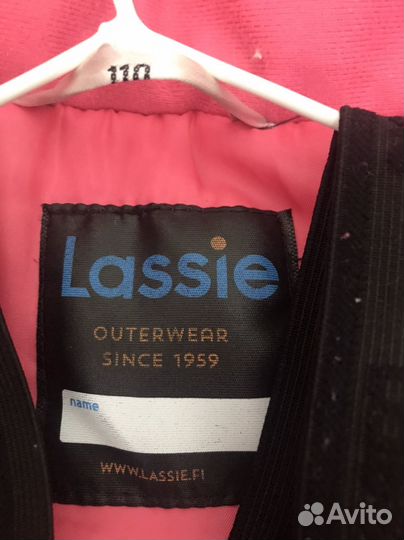 110
Lassie
OUTERWEAR
SINCE 1959
name
WWW.LASSIE.FI
Avito